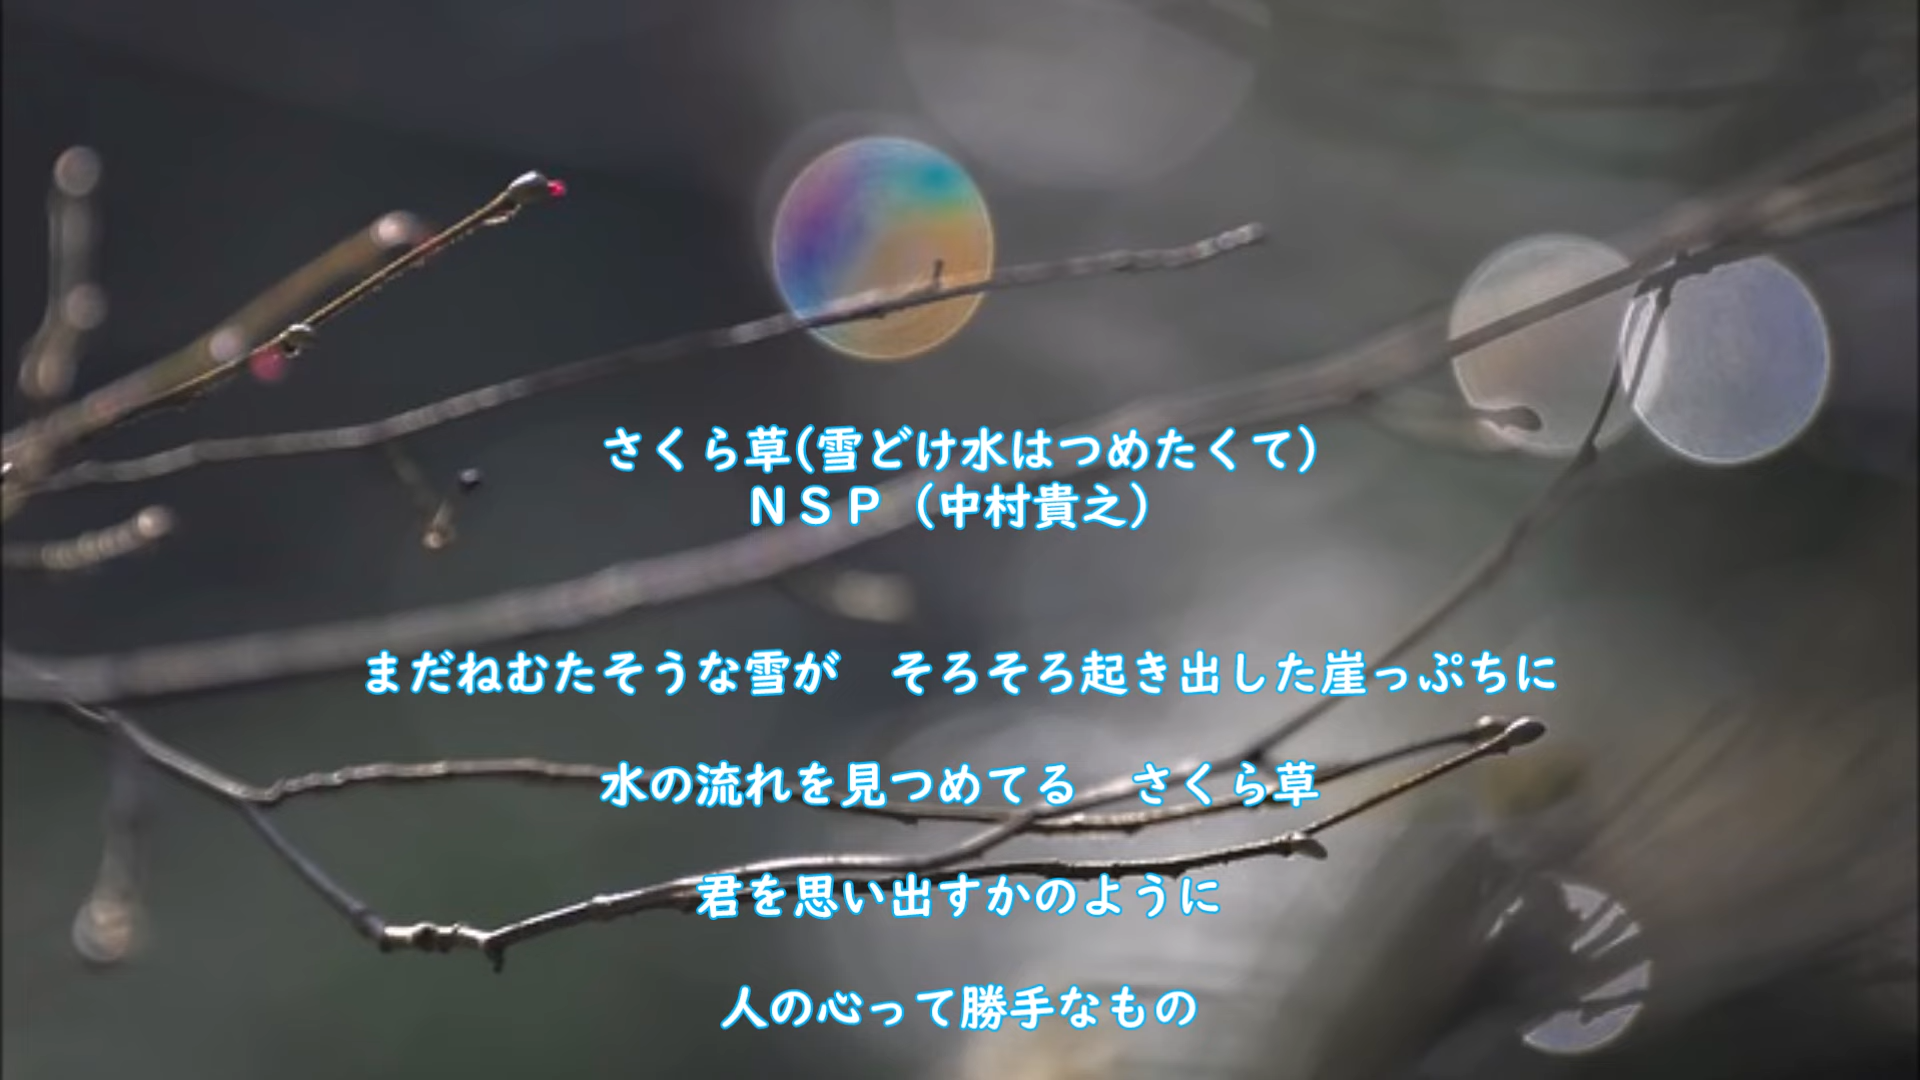 さくら草(雪どけ水はつめたくて)
ＮＳＰ（中村貴之）
まだねむたそうな雪が　そろそろ起き出した崖っぷちに
水の流れを見つめてる　さくら草
君を思い出すかのように
人の心って勝手なもの